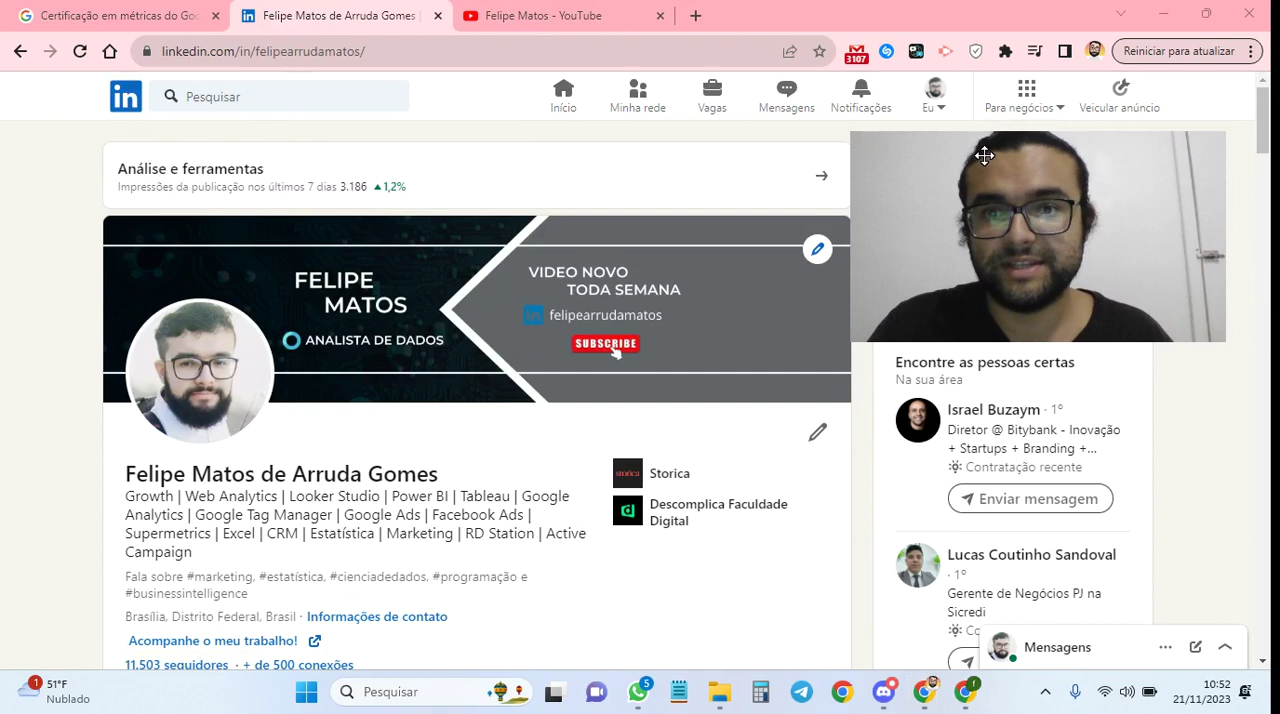 Certificação em métricas do Goo
Felipe Matos de Arruda Gomes |
Felipe Matos - YouTube
linkedin.com/in/felipearrudamatos/
3107
Reiniciar para atualizar
in
Pesquisar
Início
Minha rede
Vagas
Mensagens
Notificações
Eu
Para negócios
Veicular anúncio
Análise e ferramentas
Impressões da publicação nos últimos 7 dias 3.186 ▲1,2%
FELIPE
MATOS
ANALISTA DE DADOS
VIDEO NOVO
TODA SEMANA
in felipearrudamatos
SUBSCRIBE
Felipe Matos de Arruda Gomes
Growth | Web Analytics | Looker Studio | Power BI | Tableau | Google
Analytics | Google Tag Manager | Google Ads | Facebook Ads |
Supermetrics | Excel | CRM | Estatística | Marketing | RD Station | Active
Campaign
Fala sobre #marketing, #estatística, #cienciadedados, #programação e
#businessintelligence
Brasília, Distrito Federal, Brasil · Informações de contato
Acompanhe o meu trabalho!
11.503 seguidores · + de 500 conexões
storica Storica
Descomplica Faculdade
Digital
Encontre as pessoas certas
Na sua área
Israel Buzaym · 1º
Diretor @ Bitybank - Inovação
+ Startups + Branding +...
Contratação recente
Enviar mensagem
Lucas Coutinho Sandoval
· 1º
Gerente de Negócios PJ na
Sicredi
Co
Mensagens
1
51°F
Nublado
Pesquisar
5
10:52
21/11/2023